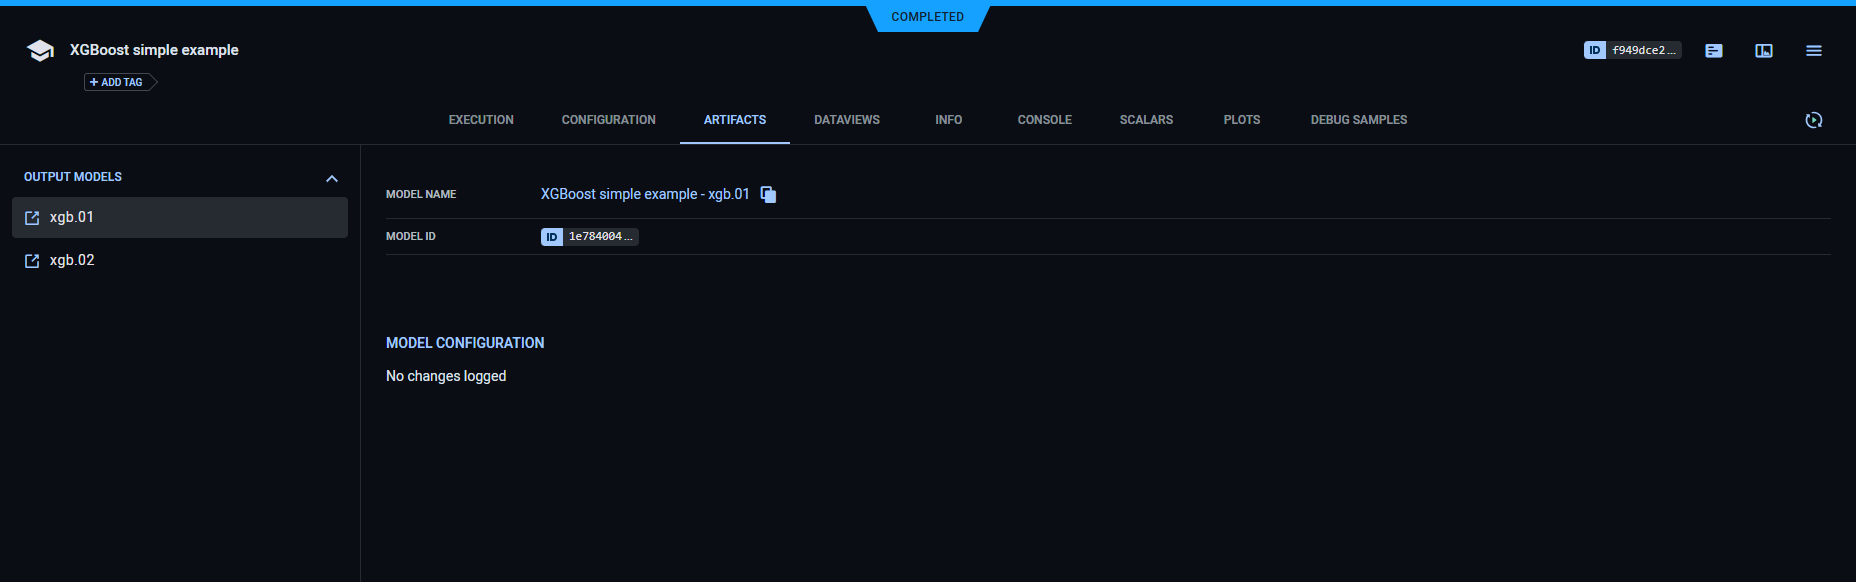 COMPLETED
XGBoost simple example
ID f949dce2...
+ ADD TAG
EXECUTION CONFIGURATION ARTIFACTS DATAVIEWS INFO CONSOLE SCALARS PLOTS DEBUG SAMPLES
OUTPUT MODELS
xgb.01
xgb.02
MODEL NAME XGBoost simple example - xgb.01
MODEL ID ID 1e784004...
MODEL CONFIGURATION
No changes logged